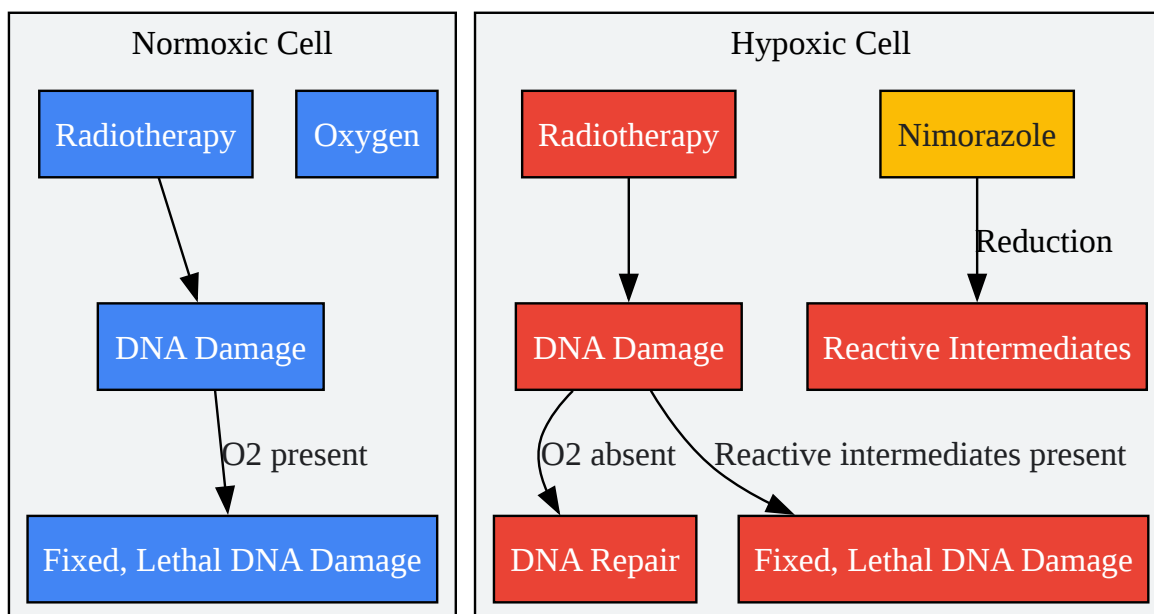 Normoxic Cell
Radiotherapy
Oxygen
DNA Damage
O2 present
Fixed, Lethal DNA Damage
Hypoxic Cell
Radiotherapy
Nimorazole
Reduction
DNA Damage
Reactive Intermediates
O2 absent
Reactive intermediates present
DNA Repair
Fixed, Lethal DNA Damage